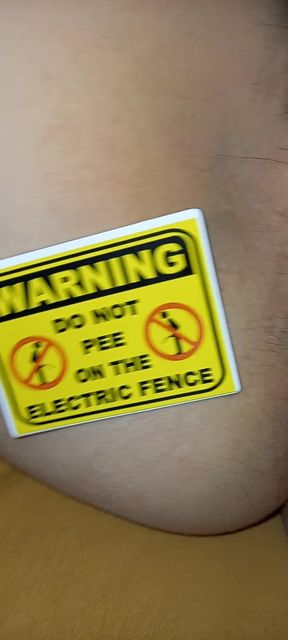 WARNING
DO NOT
PEE
ON THE
ELECTRIC FENCE